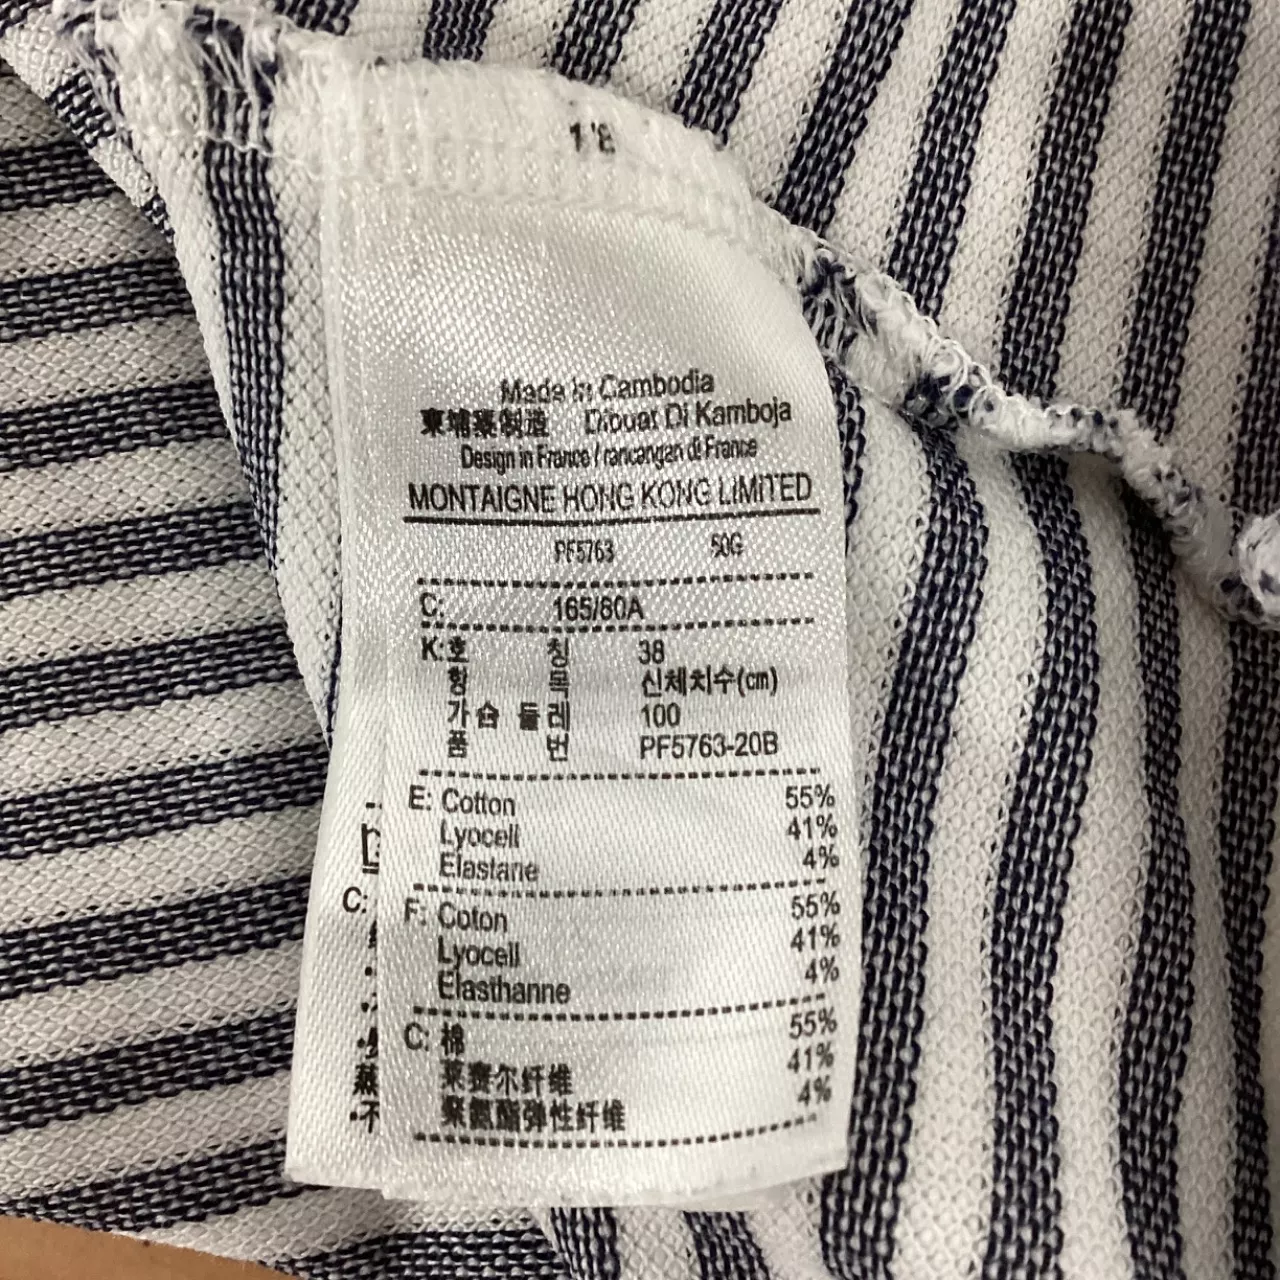 Made in Cambodia
柬埔寨制造 Dibuat Di Kamboja
Design in France / rancangan di France
MONTAIGNE HONG KONG LIMITED
PF5763 50G
C: 165/80A
K: 호 칭 38
항 목 신체치수(cm)
가슴 둘레 100
품 번 PF5763-20B
E: Cotton 55%
Lyocell 41%
Elastane 4%
F: Coton 55%
Lyocell 41%
Elasthanne 4%
C: 棉 55%
莱赛尔纤维 41%
聚氨酯弹性纤维 4%
C: